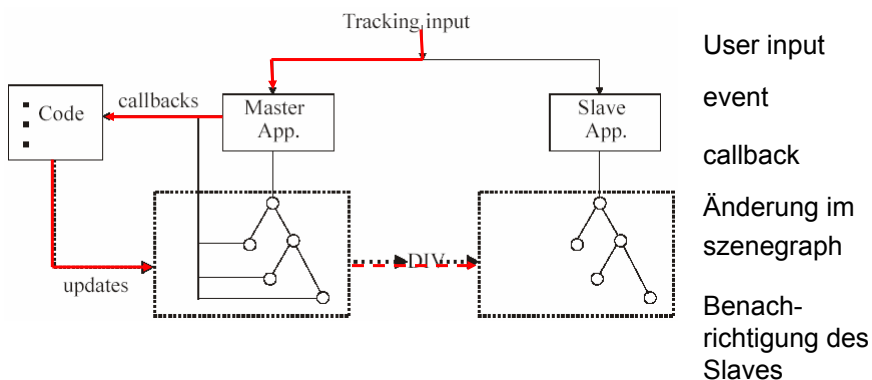 Tracking input
callbacks
Code
Master
App.
Slave
App.
updates
DIV
User input
event
callback
Änderung im
szenegraph
Benach-
richtigung des
Slaves